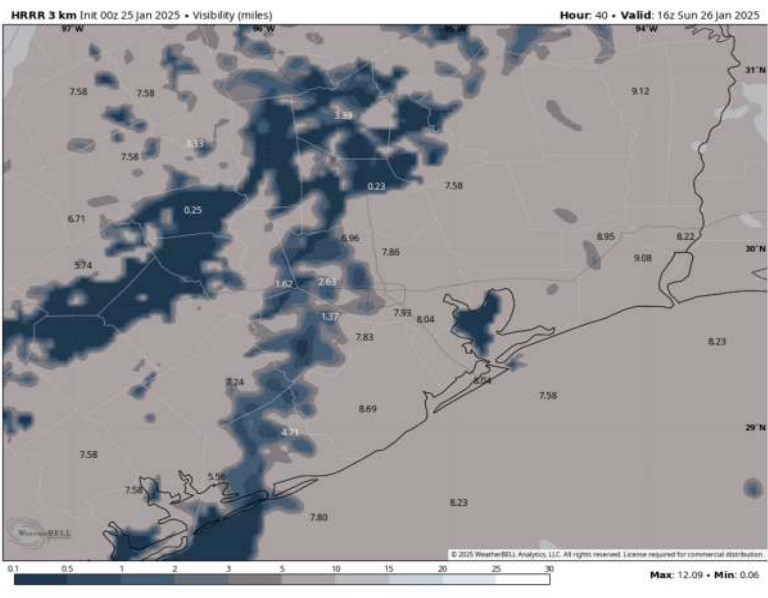 HRRR 3 km Init 00z 25 Jan 2025 • Visibility (miles) Hour: 40 • Valid: 16z Sun 26 Jan 2025
97°W 96°W 95°W 94°W
31°N
7.58 7.58 9.12
3.39
3.33
7.58
0.23 7.58
0.25
6.71
6.96 8.95 8.22
30°N
7.86 9.08
5.74
1.62 2.63
1.37 7.93 8.04
7.83 8.23
7.24 8.04
7.58
8.69
29°N
4.71
7.58
5.56
7.58
8.23
7.80
WeatherBELL
© 2025 WeatherBELL Analytics, LLC. All rights reserved. License required for commercial distribution.
0.1 0.5 1 2 3 5 10 15 20 25 30
Max: 12.09 • Min: 0.06